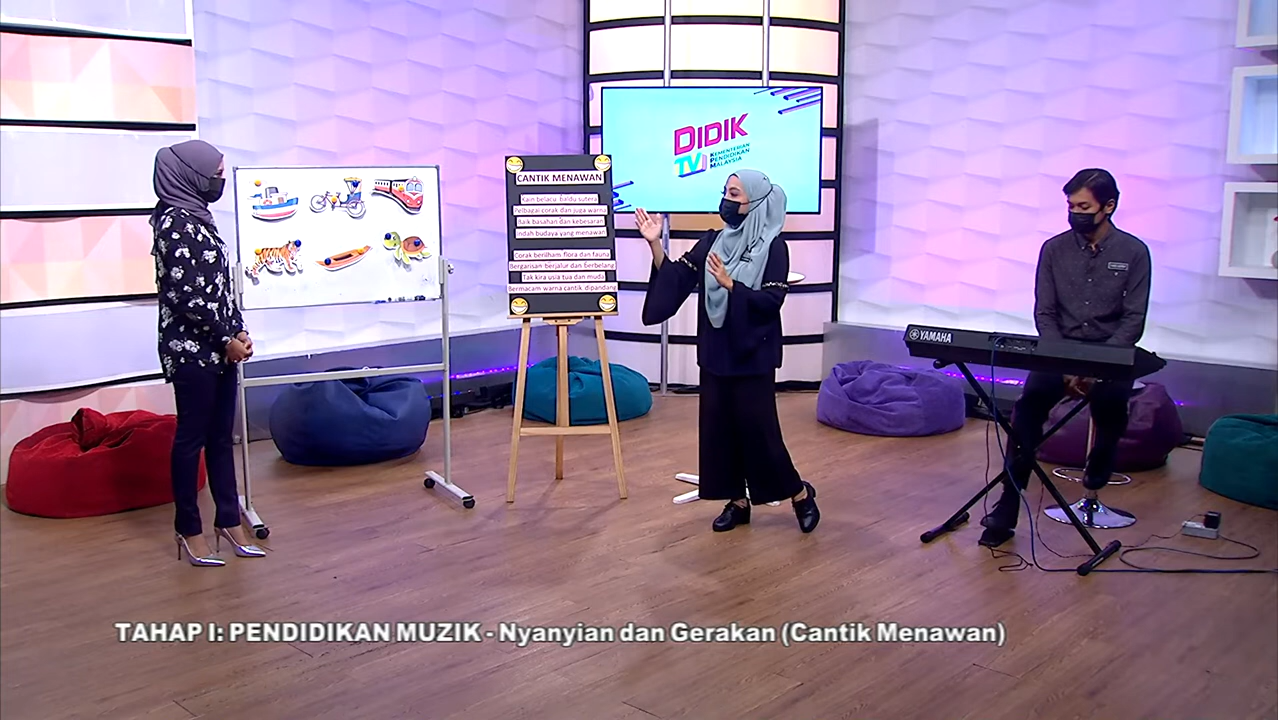 DIDIK
TV
KEMENTERIAN
PENDIDIKAN
MALAYSIA
CANTIK MENAWAN
Kain belacu baldu sutera
Pelbagai corak dan juga warna
Baik basahan dan kebesaran
Indah budaya yang menawan
Corak berilham flora dan fauna
Bergarisan berjalur dan berbelang
Tak kira usia tua dan muda
Bermacam warna cantik dipandang
YAMAHA
TAHAP I: PENDIDIKAN MUZIK - Nyanyian dan Gerakan (Cantik Menawan)